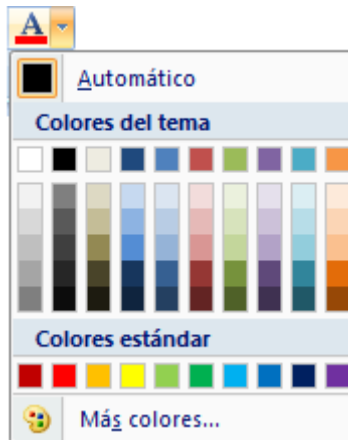 A
Automático
Colores del tema
Colores estándar
Más colores...